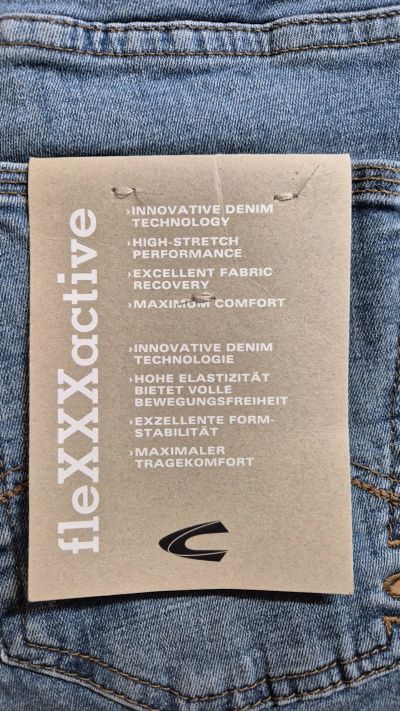 fleXXXactive
›INNOVATIVE DENIM
TECHNOLOGY
›HIGH-STRETCH
PERFORMANCE
›EXCELLENT FABRIC
RECOVERY
›MAXIMUM COMFORT
›INNOVATIVE DENIM
TECHNOLOGIE
›HOHE ELASTIZITÄT
BIETET VOLLE
BEWEGUNGSFREIHEIT
›EXZELLENTE FORM-
STABILITÄT
›MAXIMALER
TRAGEKOMFORT